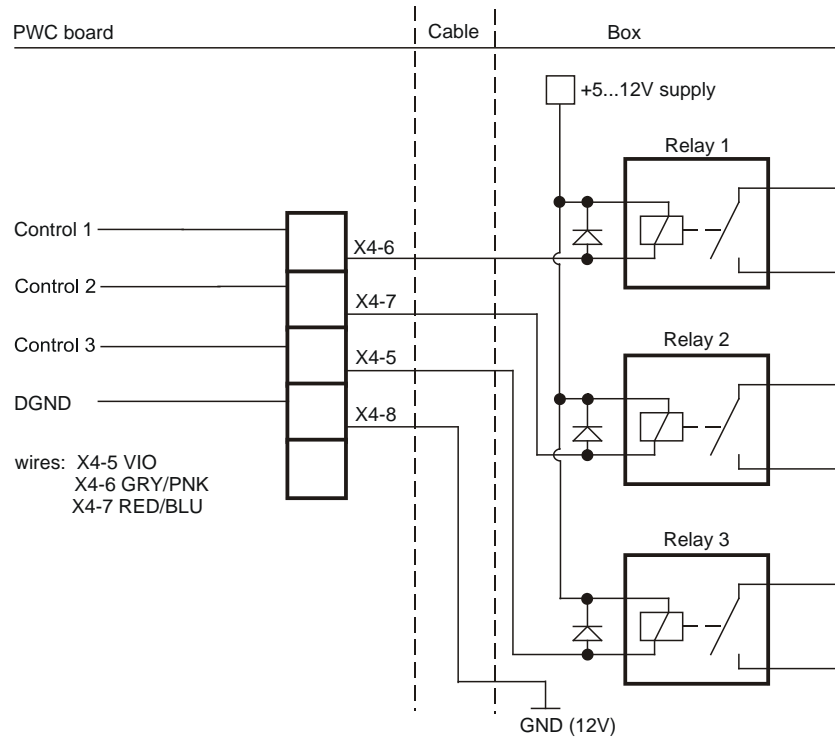 PWC board
Cable
Box
+5...12V supply
Relay 1
Control 1
X4-6
Control 2
X4-7
Control 3
Relay 2
X4-5
DGND
X4-8
wires: X4-5 VIO
X4-6 GRY/PNK
X4-7 RED/BLU
Relay 3
GND (12V)